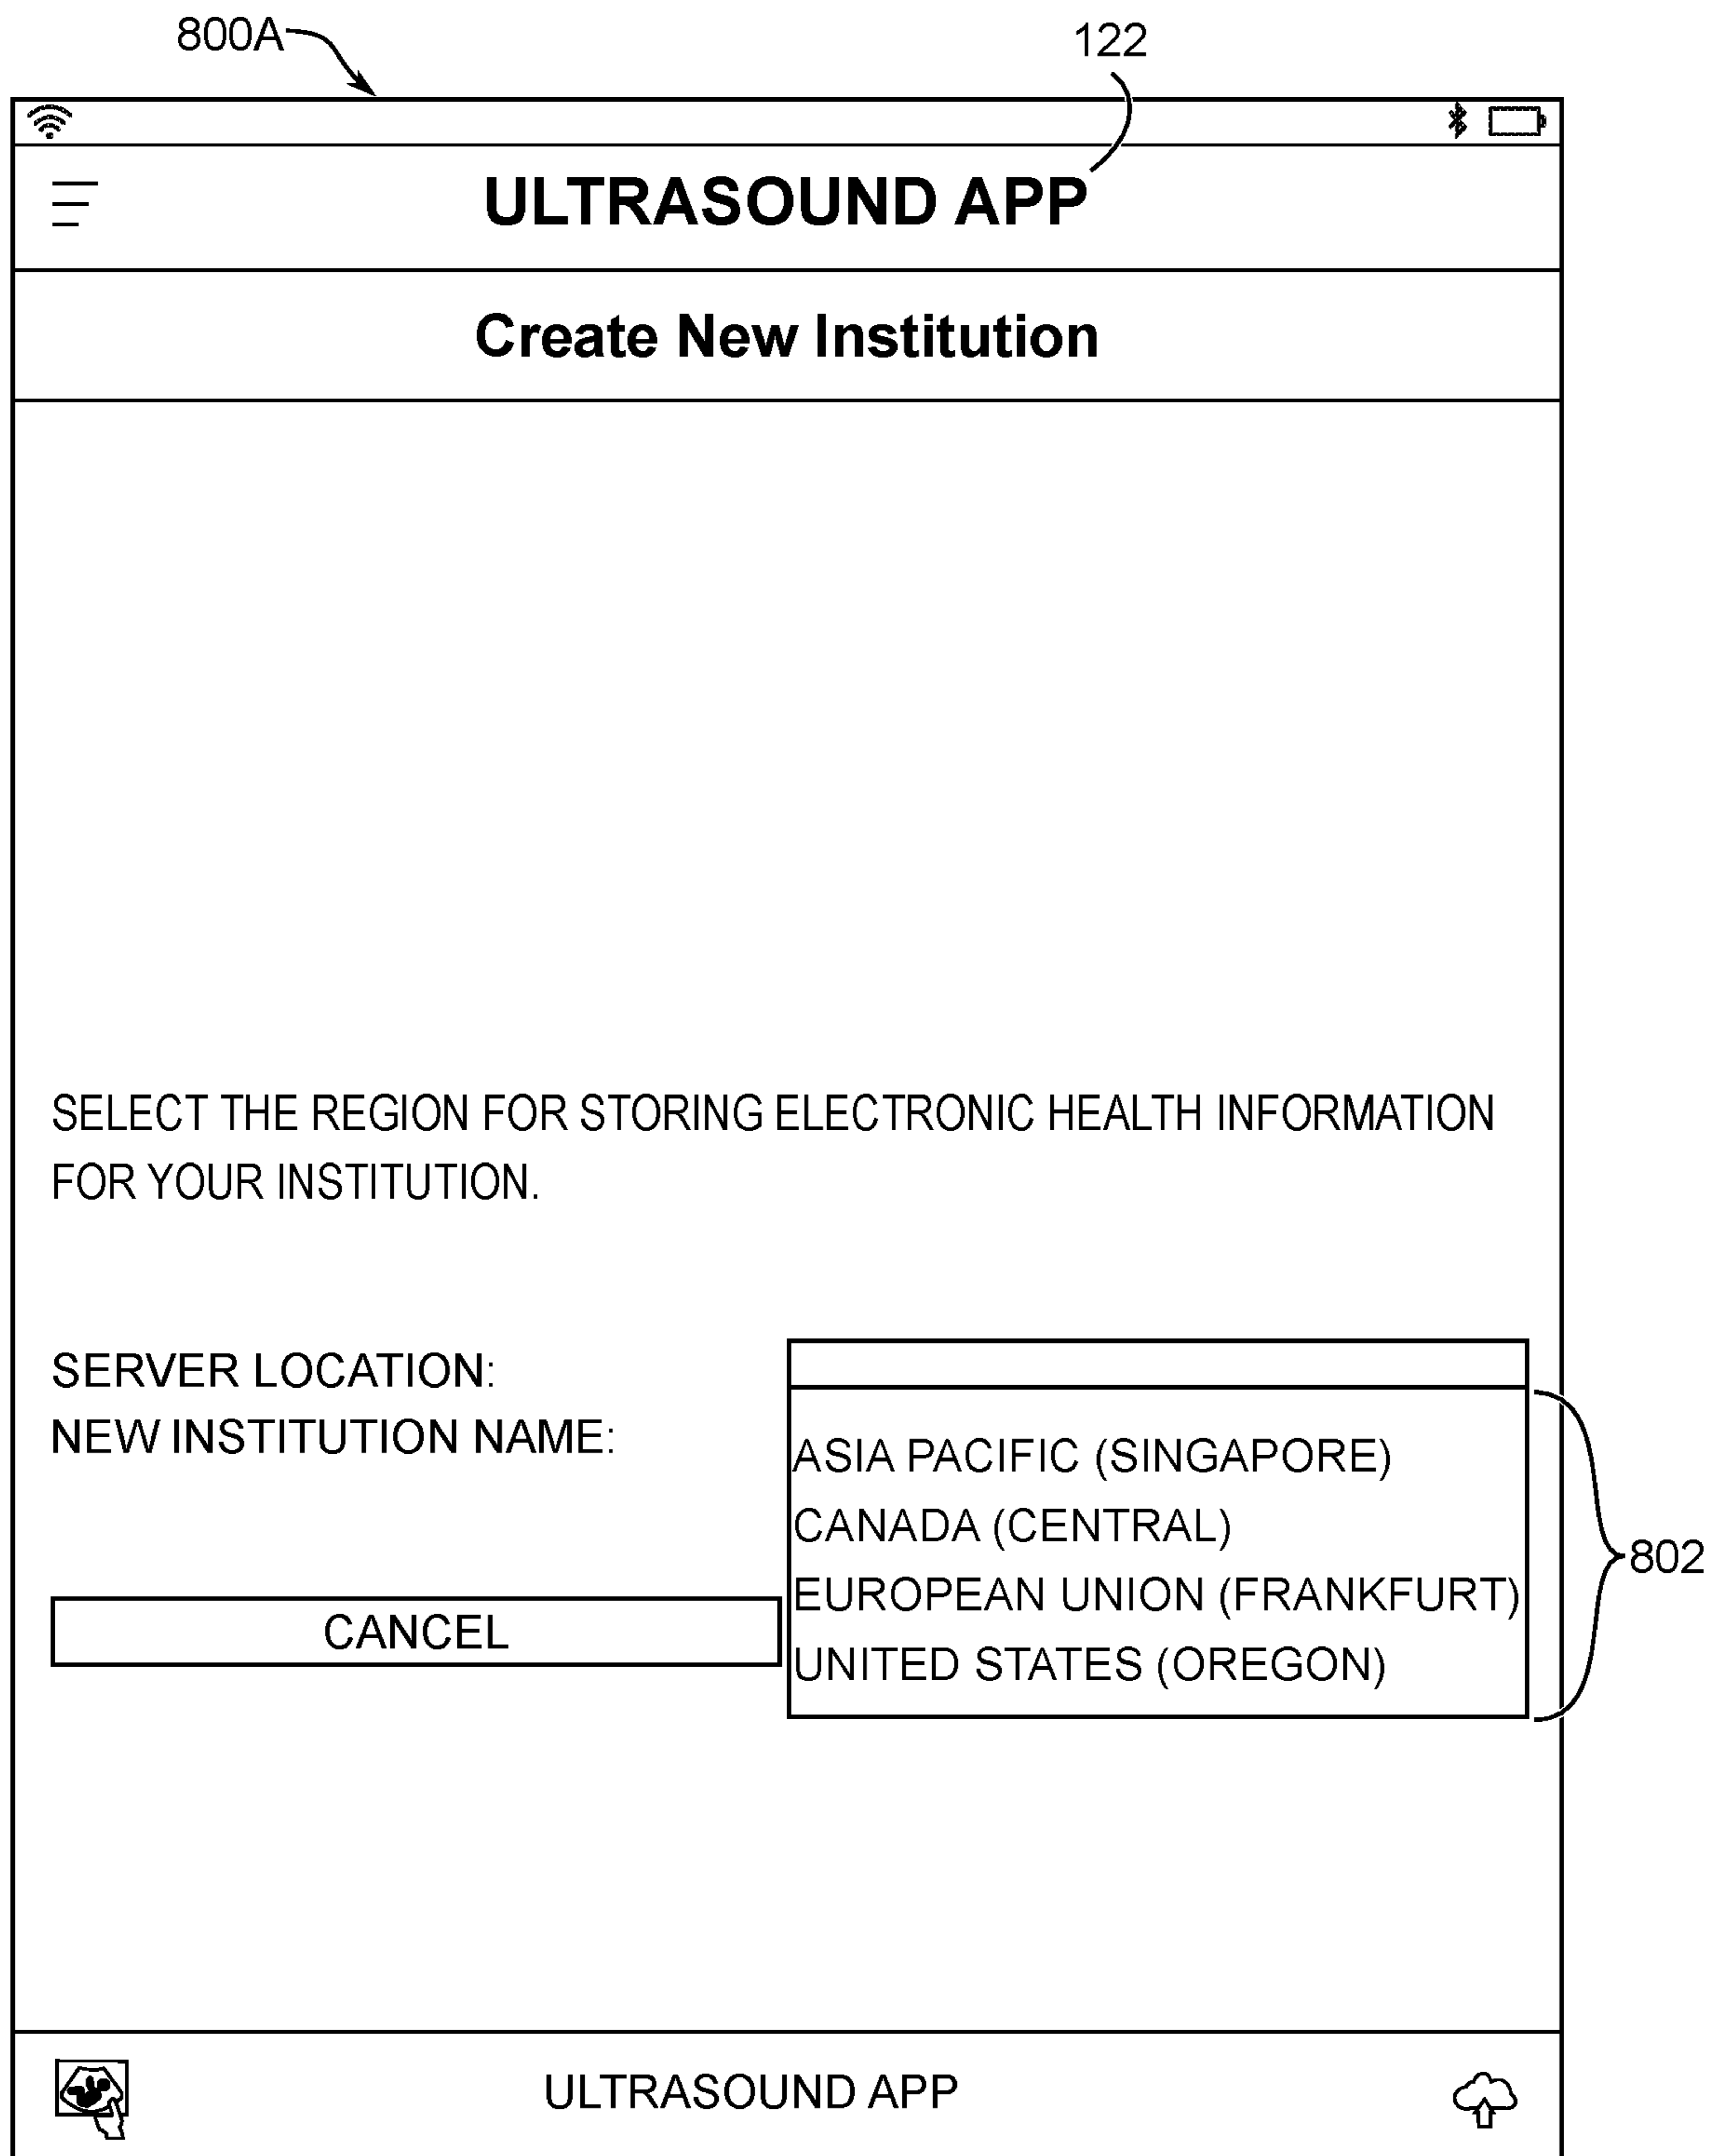 800A
122
ULTRASOUND APP
Create New Institution
SELECT THE REGION FOR STORING ELECTRONIC HEALTH INFORMATION
FOR YOUR INSTITUTION.
SERVER LOCATION:
NEW INSTITUTION NAME:
ASIA PACIFIC (SINGAPORE)
CANADA (CENTRAL)
EUROPEAN UNION (FRANKFURT)
UNITED STATES (OREGON)
802
CANCEL
ULTRASOUND APP